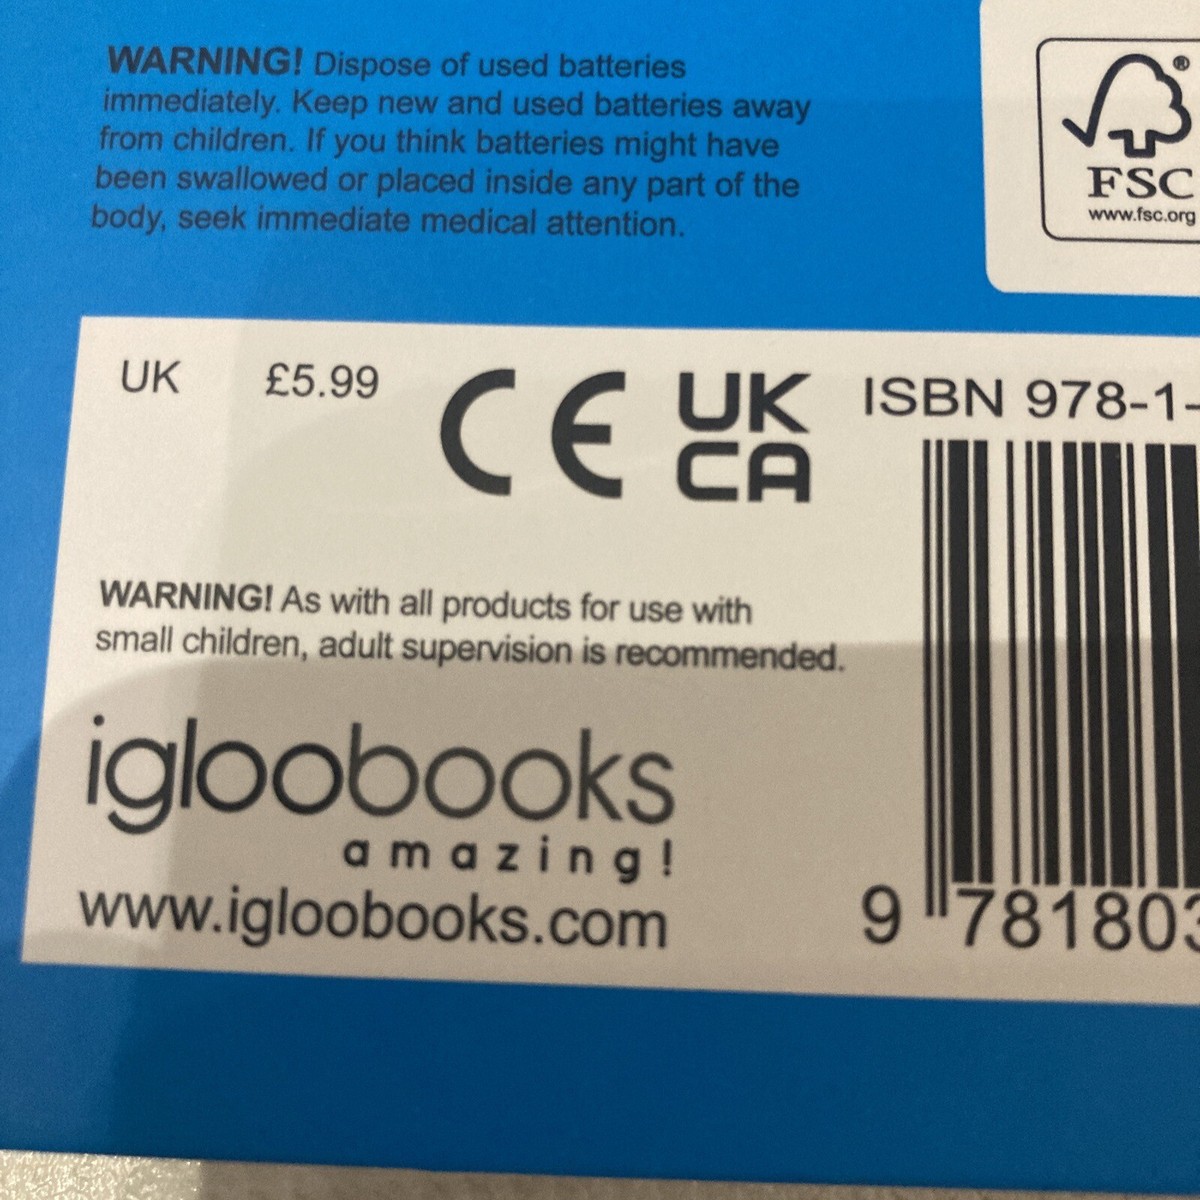 WARNING! Dispose of used batteries
immediately. Keep new and used batteries away
from children. If you think batteries might have
been swallowed or placed inside any part of the
body, seek immediate medical attention.
®
FSC
www.fsc.org
UK £5.99 CE UK
CA
ISBN 978-1-
WARNING! As with all products for use with
small children, adult supervision is recommended.
igloobooks
amazing!
www.igloobooks.com
9 781803